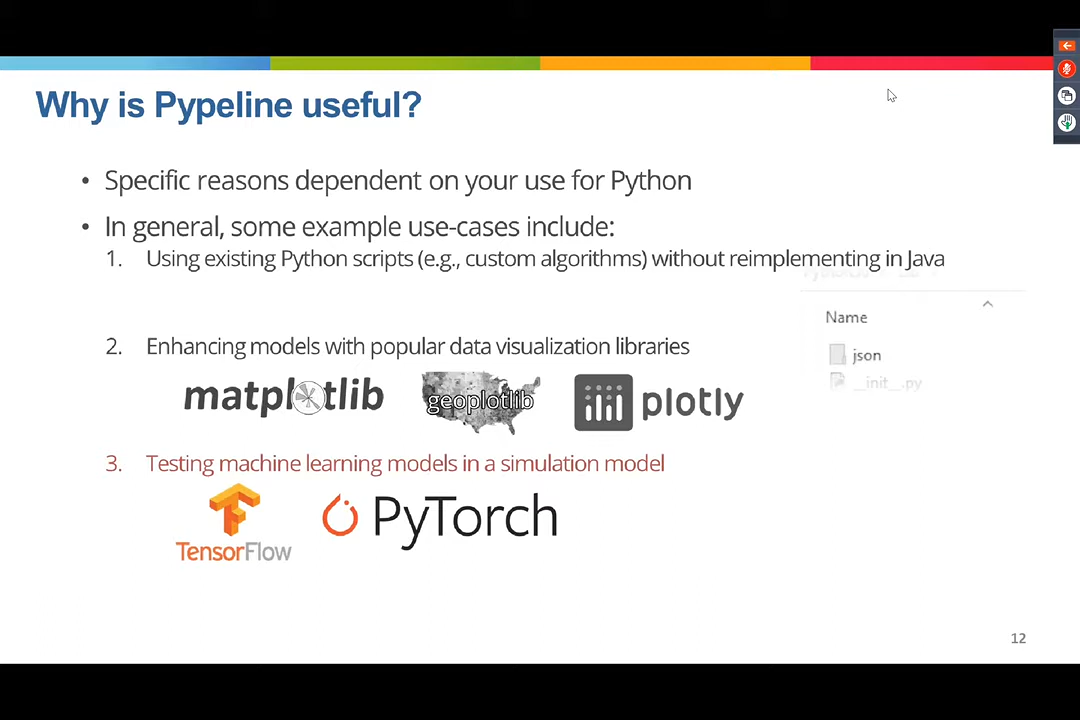 Why is Pypeline useful?
• Specific reasons dependent on your use for Python
• In general, some example use-cases include:
1. Using existing Python scripts (e.g., custom algorithms) without reimplementing in Java
Name
json
__init__.py
2. Enhancing models with popular data visualization libraries
matplotlib
geoplotlib
plotly
3. Testing machine learning models in a simulation model
TensorFlow
PyTorch
12